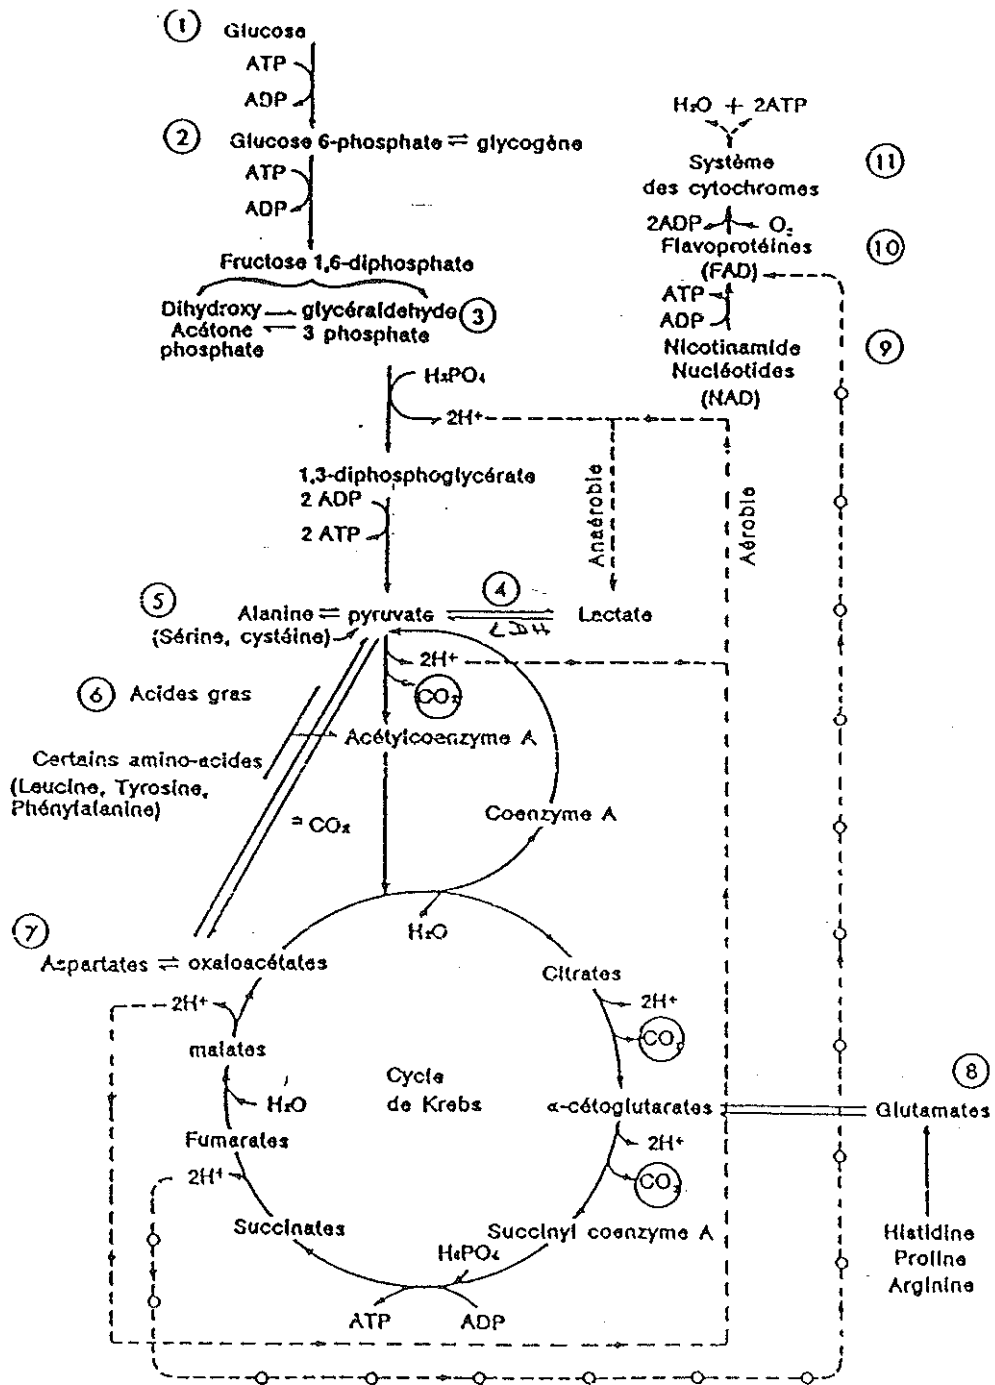 1 Glucose
ATP
ADP
2 Glucose 6-phosphate ⇌ glycogène
ATP
ADP
Fructose 1,6-diphosphate
Dihydroxy glycéraldehyde 3
Acétone 3 phosphate
phosphate
H₃PO₄
2H+
1,3-diphosphoglycérate
2 ADP
2 ATP
Anaérobie
Aérobie
H₂O + 2ATP
Système 11
des cytochromes
2ADP O₂
Flavoprotéines 10
(FAD)
ATP
ADP
Nicotinamide 9
Nucléotides
(NAD)
4
5 Alanine ⇌ pyruvate Lactate
LDH
(Sérine, cystéine)
2H+
CO₂
6 Acides gras
Acétylcoenzyme A
Certains amino-acides
(Leucine, Tyrosine,
Phénylalanine)
= CO₂
Coenzyme A
H₂O
7
Aspartates ⇌ oxaloacétates
Citrates
2H+
2H+
CO₂
malates
Cycle
de Krebs
H₂O
8
α-cétoglutarates Glutamates
Fumarates
2H+
2H+
CO₂
Succinates
Succinyl coenzyme A
Histidine
Proline
Arginine
ATP
ADP